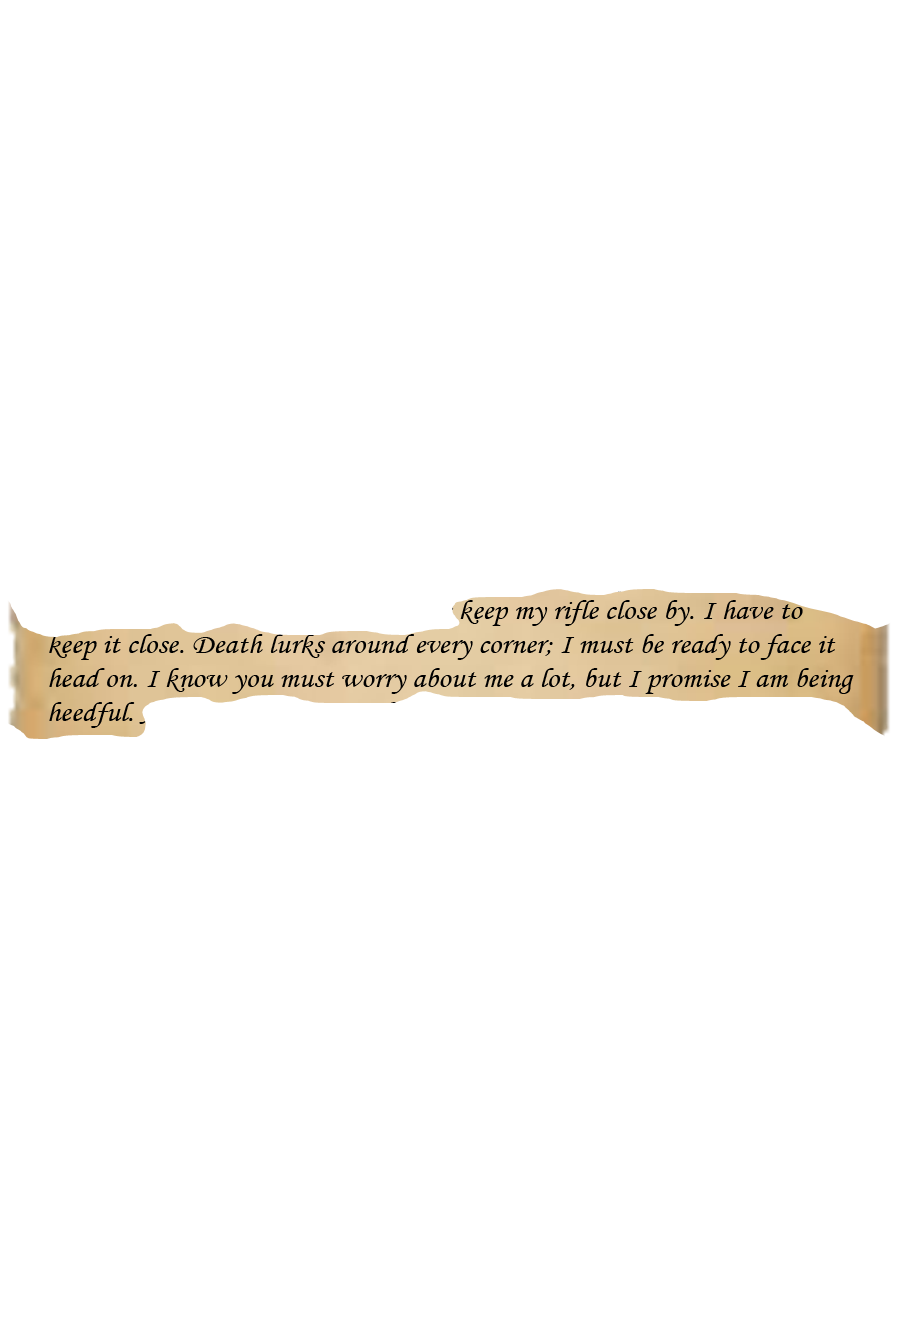 keep my rifle close by. I have to
keep it close. Death lurks around every corner; I must be ready to face it
head on. I know you must worry about me a lot, but I promise I am being
heedful.